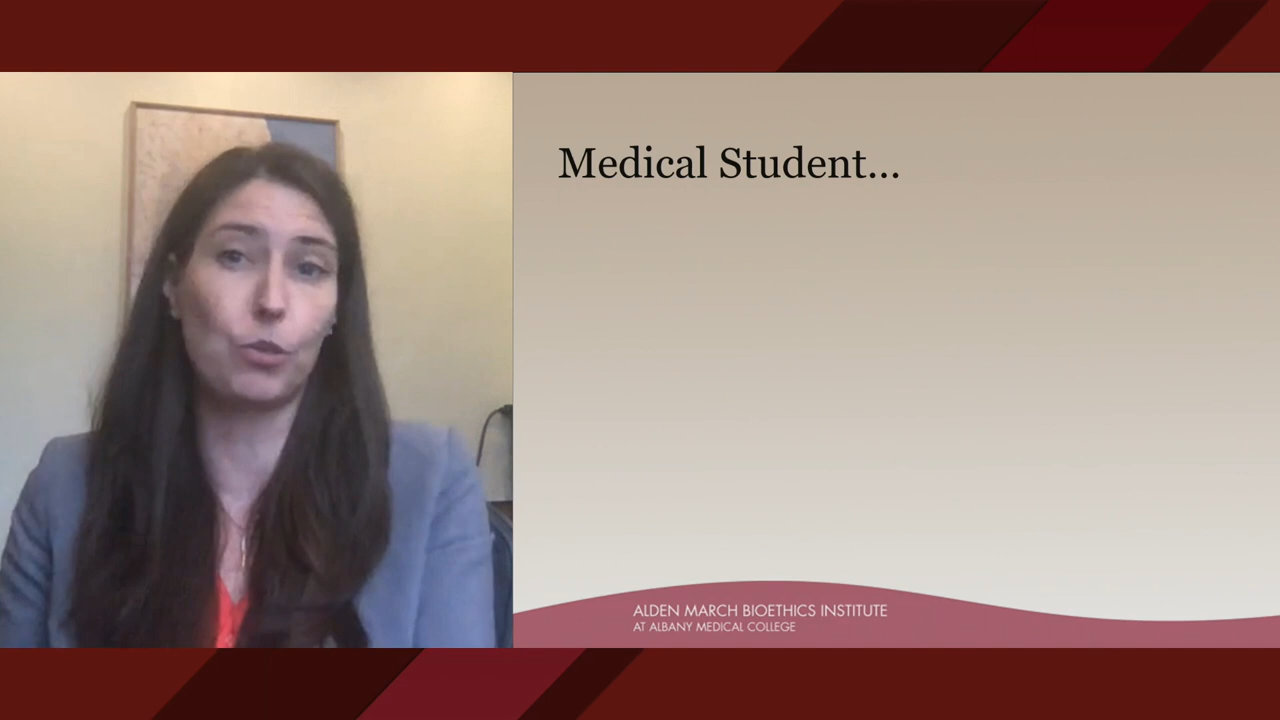 Medical Student...
ALDEN MARCH BIOETHICS INSTITUTE
AT ALBANY MEDICAL COLLEGE